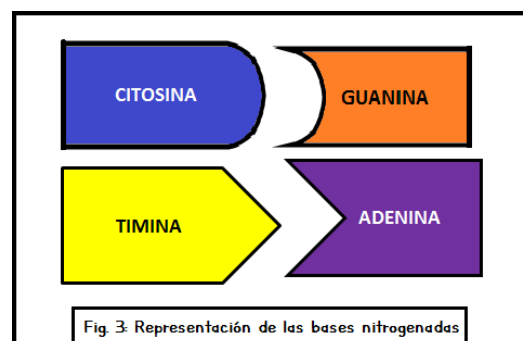 CITOSINA
GUANINA
TIMINA
ADENINA
Fig. 3: Representación de las bases nitrogenadas